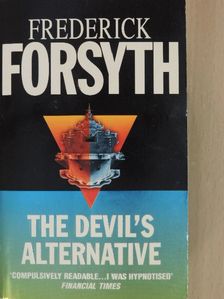 FREDERICK
FORSYTH
THE DEVIL'S
ALTERNATIVE
'COMPULSIVELY READABLE...I WAS HYPNOTISED'
FINANCIAL TIMES